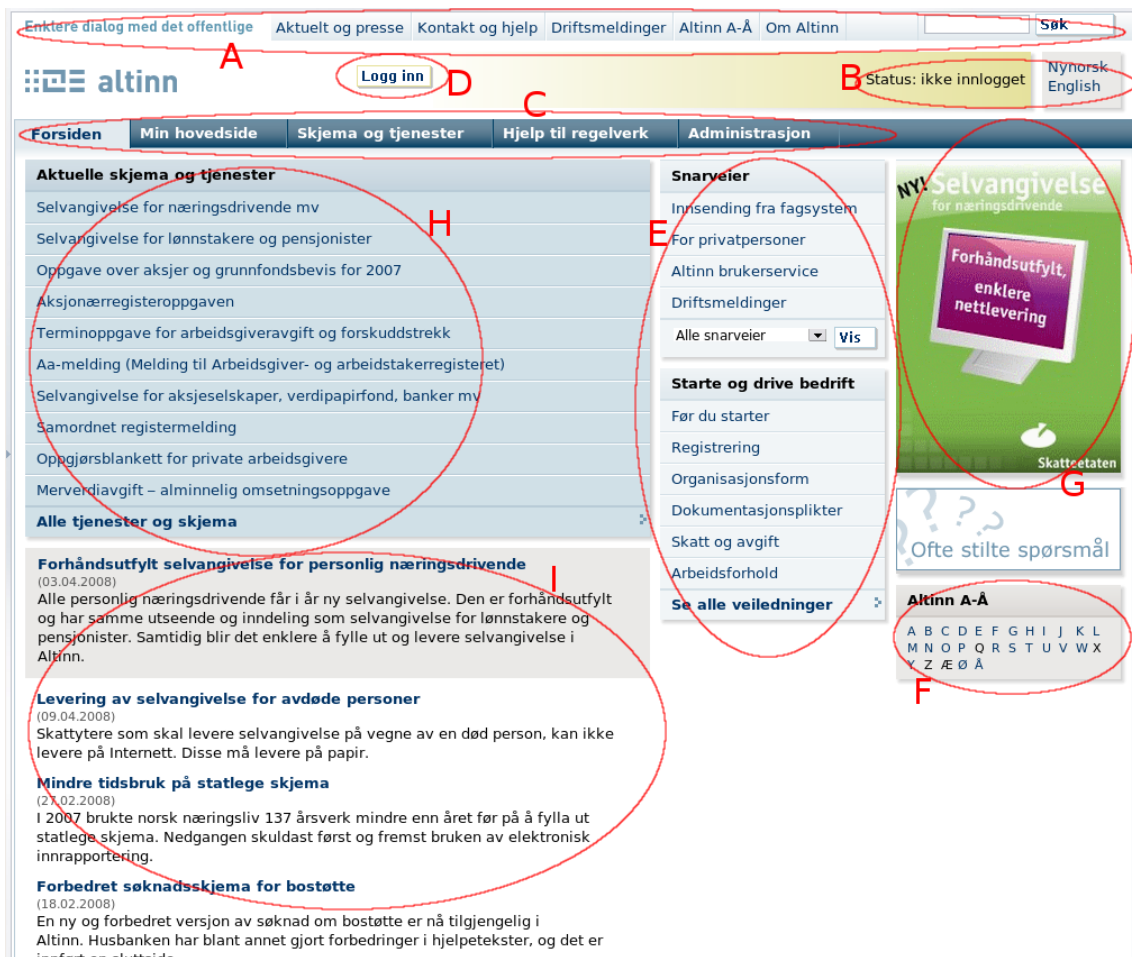 Enklere dialog med det offentlige Aktuelt og presse Kontakt og hjelp Driftsmeldinger Altinn A-Å Om Altinn Søk
A
altinn
Logg inn
D
B
Status: ikke innlogget
Nynorsk
English
C
Forsiden Min hovedside Skjema og tjenester Hjelp til regelverk Administrasjon
Aktuelle skjema og tjenester
Selvangivelse for næringsdrivende mv
H
Selvangivelse for lønnstakere og pensjonister
Oppgave over aksjer og grunnfondsbevis for 2007
Aksjonærregisteroppgaven
Terminoppgave for arbeidsgiveravgift og forskuddstrekk
Aa-melding (Melding til Arbeidsgiver- og arbeidstakerregisteret)
Selvangivelse for aksjeselskaper, verdipapirfond, banker mv
Samordnet registermelding
Oppgjørsblankett for private arbeidsgivere
Merverdiavgift – alminnelig omsetningsoppgave
Alle tjenester og skjema
Snarveier
Innsending fra fagsystem
E
For privatpersoner
Altinn brukerservice
Driftsmeldinger
Alle snarveier Vis
Starte og drive bedrift
Før du starter
Registrering
Organisasjonsform
Dokumentasjonsplikter
Skatt og avgift
Arbeidsforhold
Se alle veiledninger
NY! Selvangivelse
for næringsdrivende
Forhåndsutfylt,
enklere
nettlevering
Skatteetaten
G
???
?
Ofte stilte spørsmål
Altinn A-Å
A B C D E F G H I J K L
M N O P Q R S T U V W X
Y Z Æ Ø Å
F
Forhåndsutfylt selvangivelse for personlig næringsdrivende
I
(03.04.2008)
Alle personlig næringsdrivende får i år ny selvangivelse. Den er forhåndsutfylt
og har samme utseende og inndeling som selvangivelse for lønnstakere og
pensjonister. Samtidig blir det enklere å fylle ut og levere selvangivelse i
Altinn.
Levering av selvangivelse for avdøde personer
(09.04.2008)
Skattytere som skal levere selvangivelse på vegne av en død person, kan ikke
levere på Internett. Disse må levere på papir.
Mindre tidsbruk på statlege skjema
(27.02.2008)
I 2007 brukte norsk næringsliv 137 årsverk mindre enn året før på å fylla ut
statlege skjema. Nedgangen skuldast først og fremst bruken av elektronisk
innrapportering.
Forbedret søknadsskjema for bostøtte
(18.02.2008)
En ny og forbedret versjon av søknad om bostøtte er nå tilgjengelig i
Altinn. Husbanken har blant annet gjort forbedringer i hjelpetekster, og det er